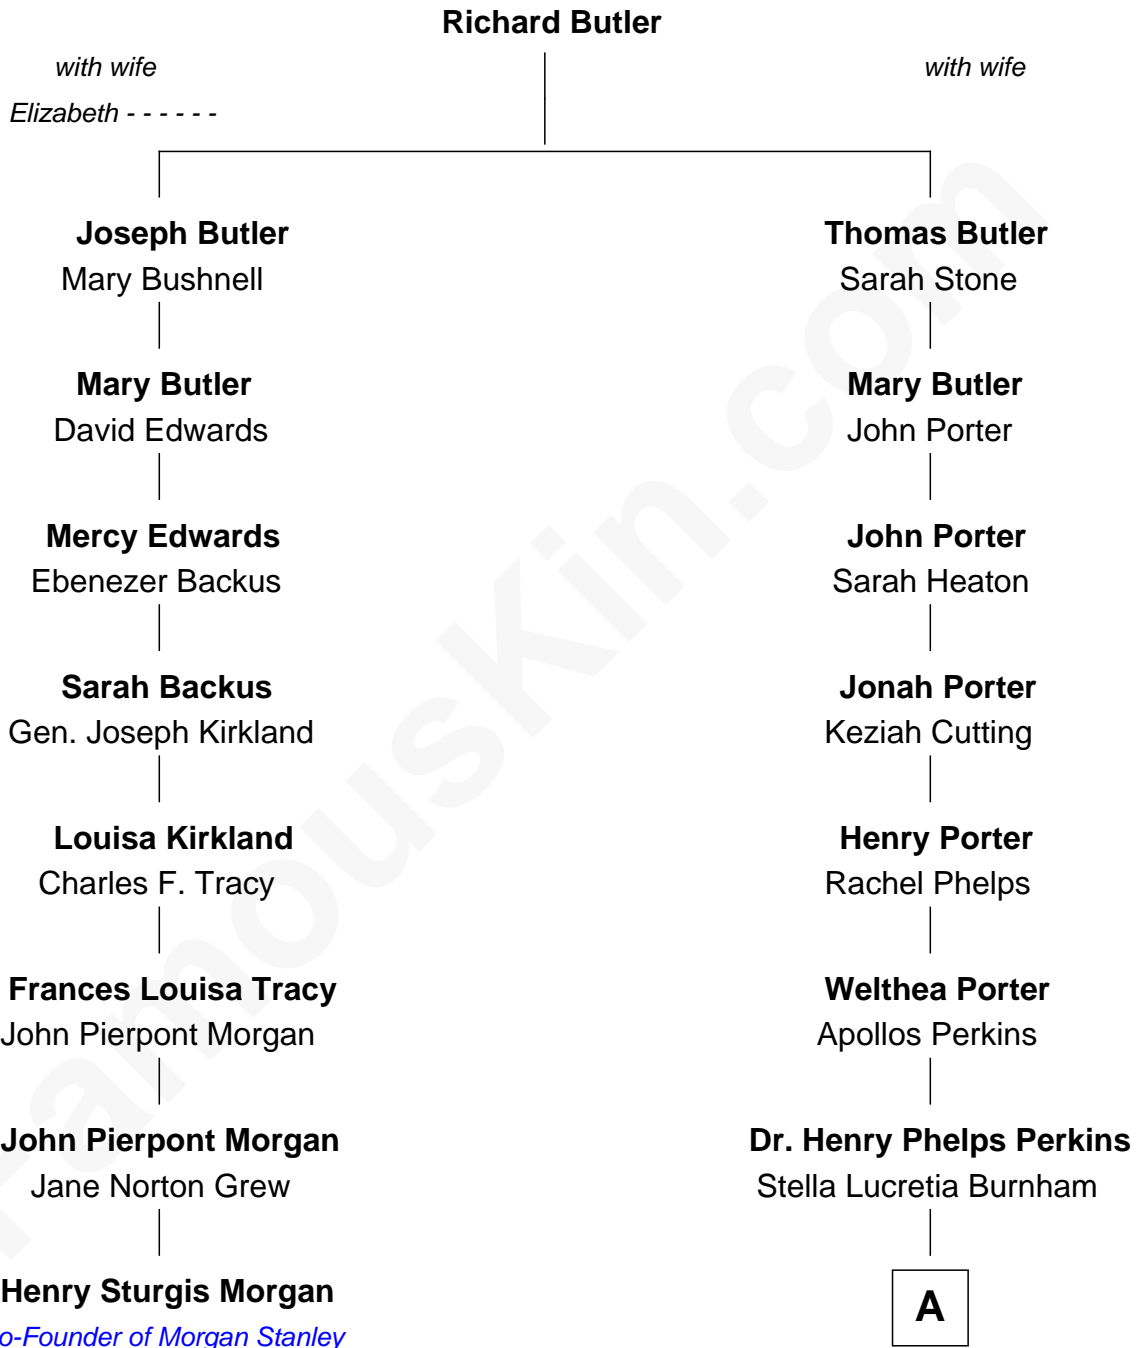 Richard Butler
with wife
with wife
Elizabeth - - - - - -
Joseph Butler
Mary Bushnell
Thomas Butler
Sarah Stone
Mary Butler
David Edwards
Mary Butler
John Porter
Mercy Edwards
Ebenezer Backus
John Porter
Sarah Heaton
Sarah Backus
Gen. Joseph Kirkland
Jonah Porter
Keziah Cutting
Louisa Kirkland
Charles F. Tracy
Henry Porter
Rachel Phelps
Frances Louisa Tracy
John Pierpont Morgan
Welthea Porter
Apollos Perkins
John Pierpont Morgan
Jane Norton Grew
Dr. Henry Phelps Perkins
Stella Lucretia Burnham
Henry Sturgis Morgan
o-Founder of Morgan Stanley
A
FamousKin.com